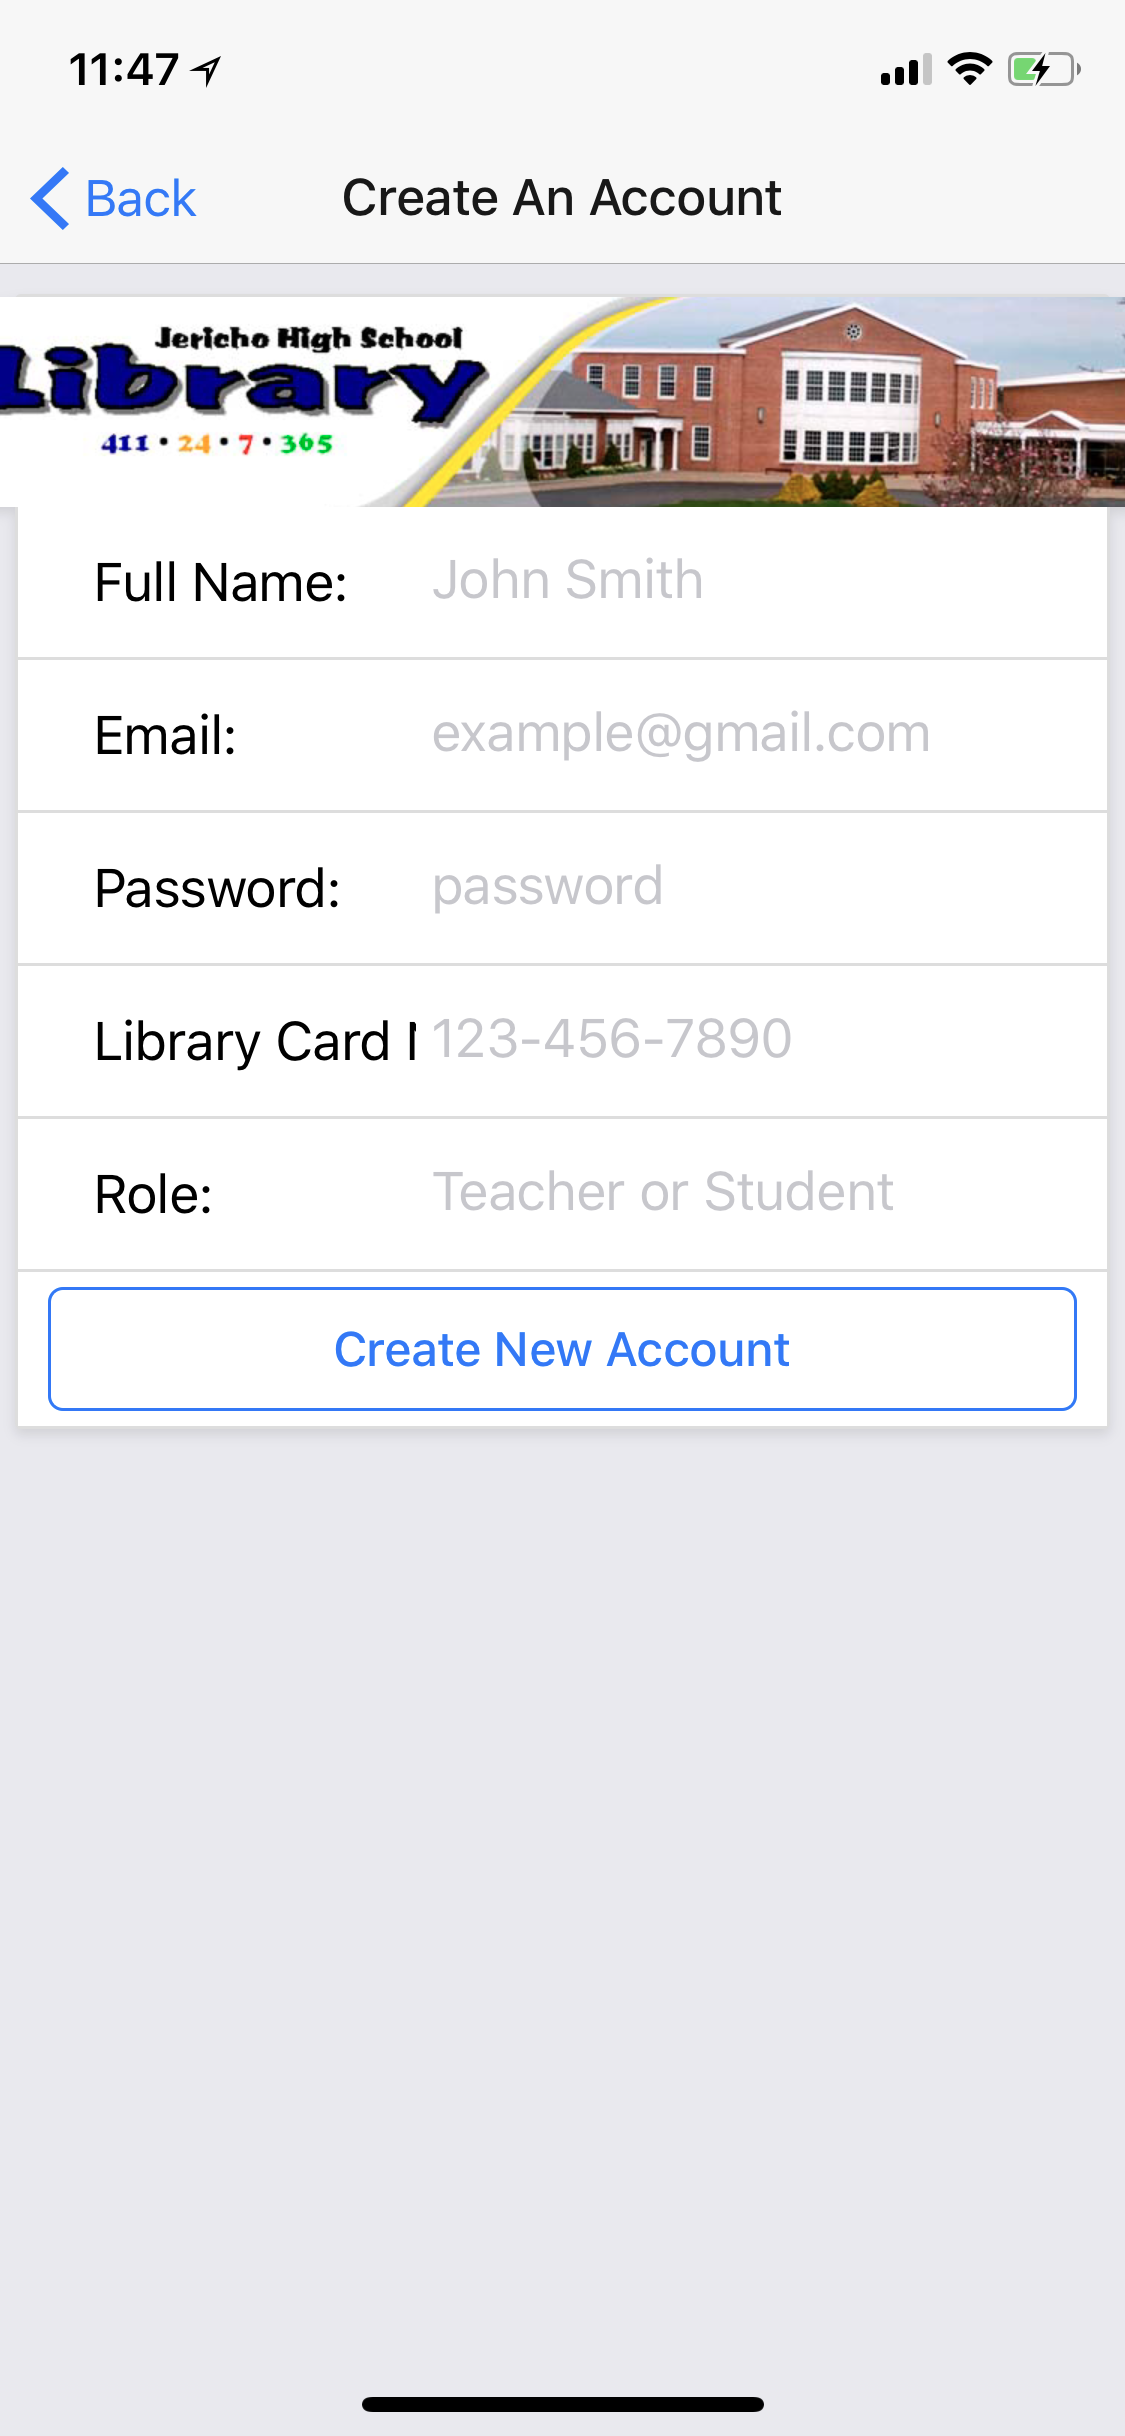 11:47
Back
Create An Account
Jericho High School
Library
411 • 24 • 7 • 365
Full Name: John Smith
Email: example@gmail.com
Password: password
Library Card 123-456-7890
Role: Teacher or Student
Create New Account